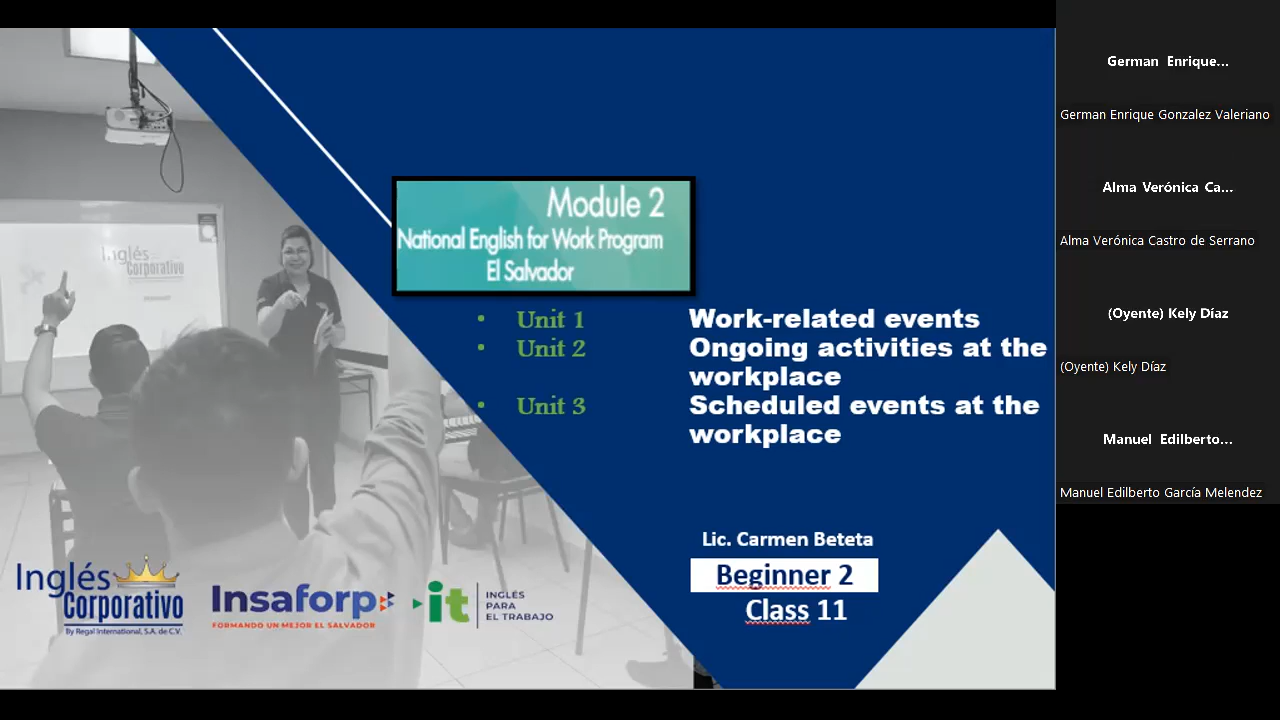 Module 2
National English for Work Program
El Salvador
• Unit 1 Work-related events
• Unit 2 Ongoing activities at the
workplace
• Unit 3 Scheduled events at the
workplace
Lic. Carmen Beteta
Beginner 2
Class 11
Inglés
Corporativo
Inglés
Corporativo
By Regal International, S.A. de C.V.
Insaforp
FORMANDO UN MEJOR EL SALVADOR
it
INGLÉS
PARA
EL TRABAJO
German Enrique...
German Enrique Gonzalez Valeriano
Alma Verónica Ca...
Alma Verónica Castro de Serrano
(Oyente) Kely Díaz
(Oyente) Kely Díaz
Manuel Edilberto...
Manuel Edilberto García Melendez